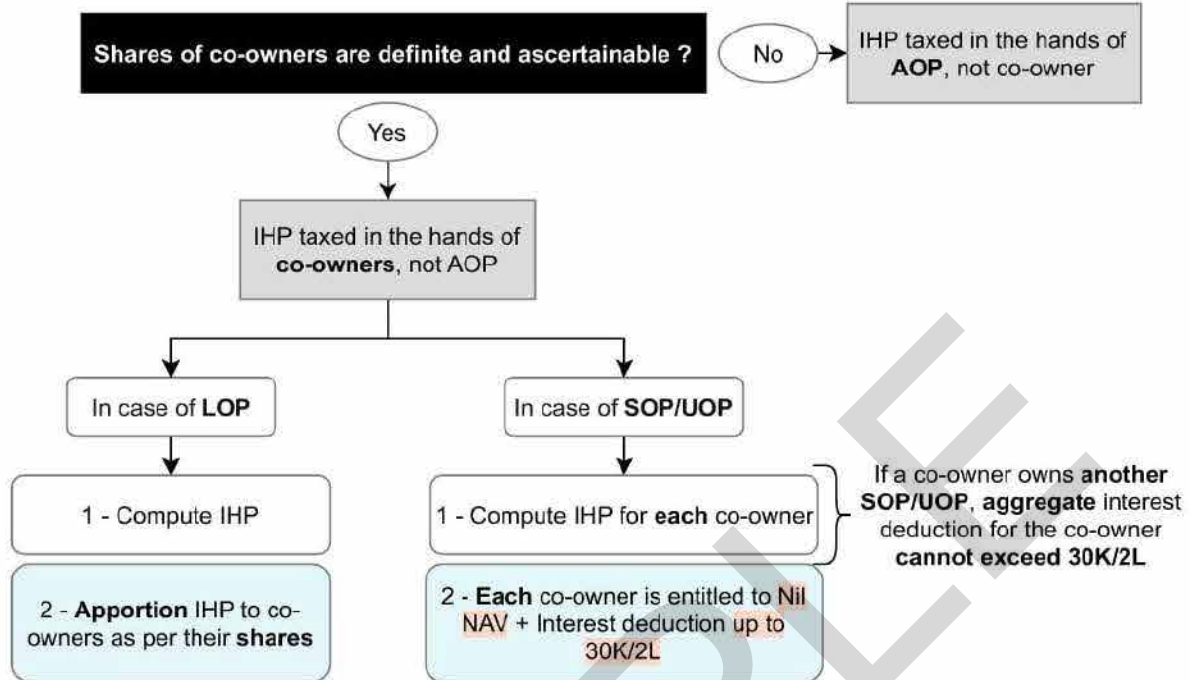 Shares of co-owners are definite and ascertainable ?
No
IHP taxed in the hands of
AOP, not co-owner
Yes
IHP taxed in the hands of
co-owners, not AOP
In case of LOP
In case of SOP/UOP
1 - Compute IHP
1 - Compute IHP for each co-owner
If a co-owner owns another
SOP/UOP, aggregate interest
deduction for the co-owner
cannot exceed 30K/2L
2 - Apportion IHP to co-
owners as per their shares
2 - Each co-owner is entitled to Nil
NAV + Interest deduction up to
30K/2L